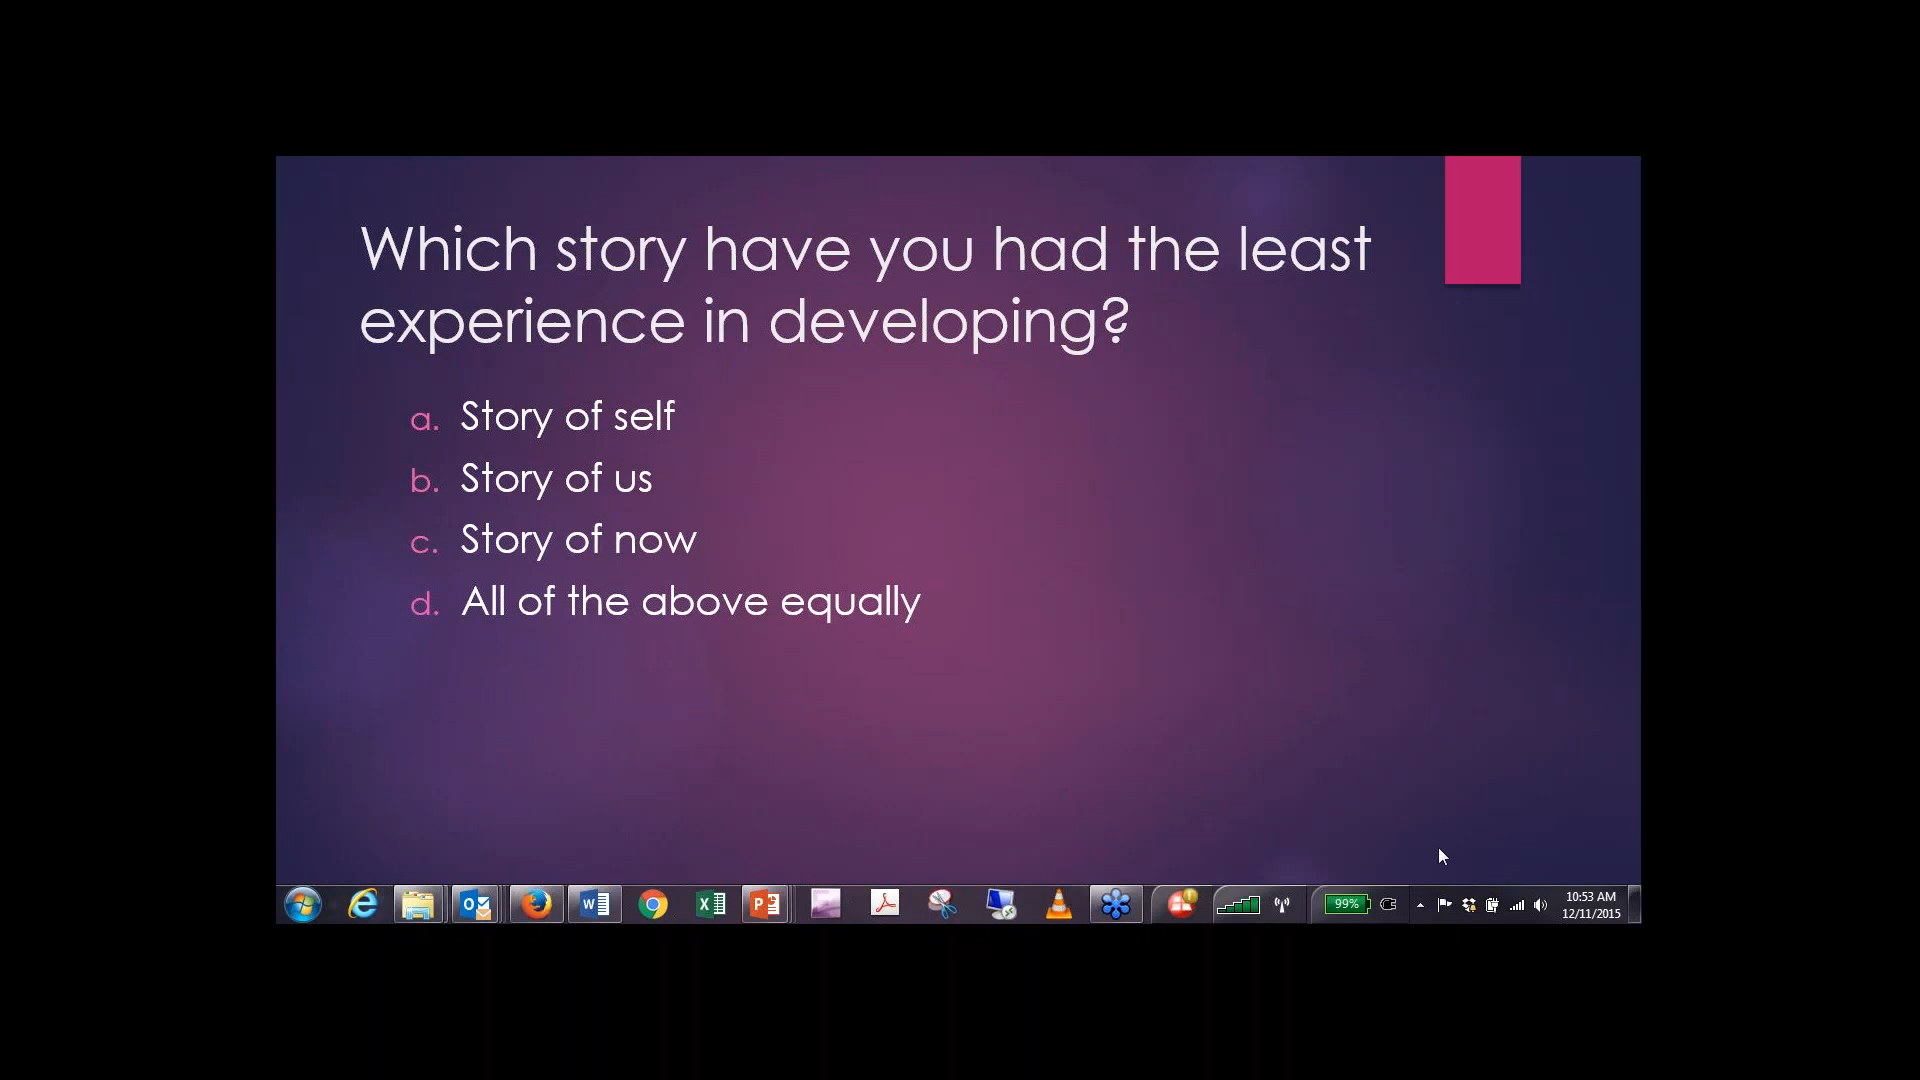 Which story have you had the least
experience in developing?
a. Story of self
b. Story of us
c. Story of now
d. All of the above equally
99%
10:53 AM
12/11/2015